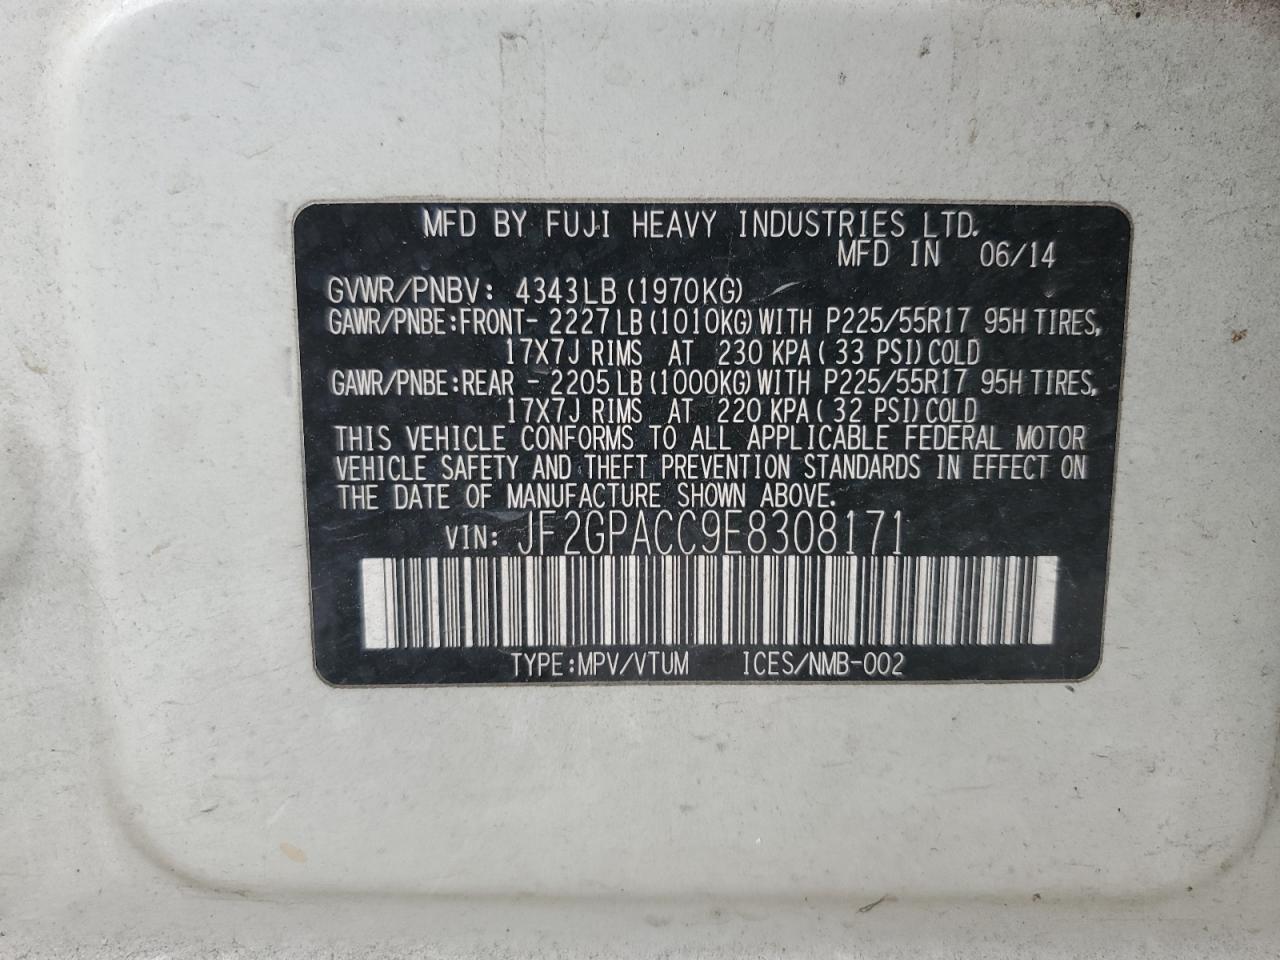 MFD BY FUJI HEAVY INDUSTRIES LTD.
MFD IN 06/14
GVWR/PNBV: 4343LB (1970KG)
GAWR/PNBE:FRONT- 2227LB (1010KG) WITH P225/55R17 95H TIRES,
17X7J RIMS AT 230 KPA ( 33 PSI) COLD
GAWR/PNBE:REAR - 2205LB (1000KG) WITH P225/55R17 95H TIRES,
17X7J RIMS AT 220 KPA ( 32 PSI) COLD
THIS VEHICLE CONFORMS TO ALL APPLICABLE FEDERAL MOTOR
VEHICLE SAFETY AND THEFT PREVENTION STANDARDS IN EFFECT ON
THE DATE OF MANUFACTURE SHOWN ABOVE.
VIN: JF2GPACC9E8308171
TYPE:MPV/VTUM ICES/NMB-002